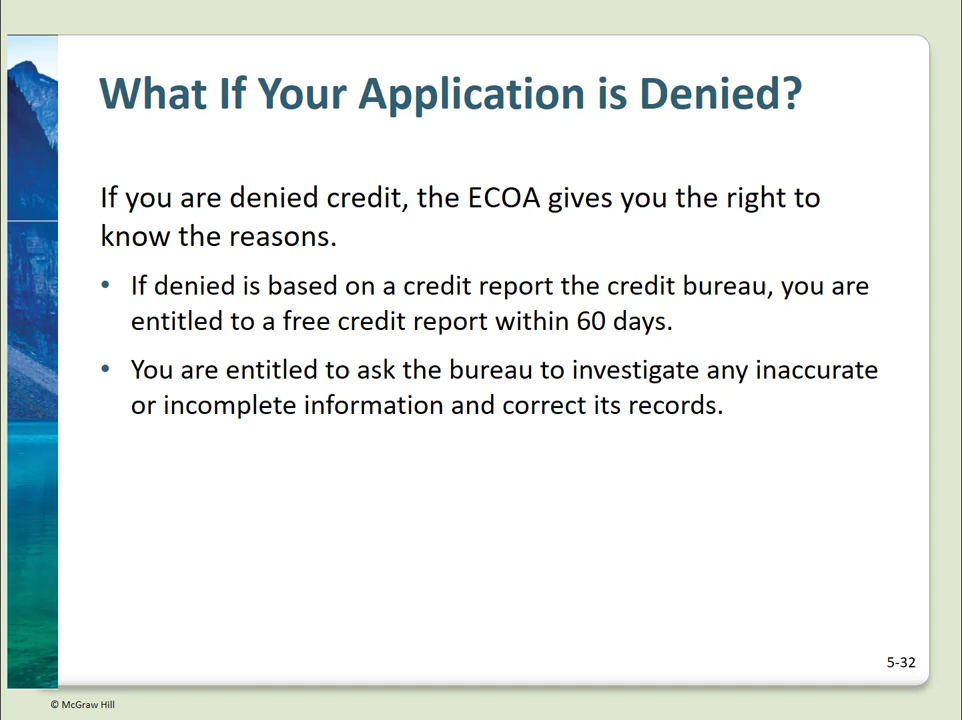 What If Your Application is Denied?
If you are denied credit, the ECOA gives you the right to
know the reasons.
• If denied is based on a credit report the credit bureau, you are
entitled to a free credit report within 60 days.
• You are entitled to ask the bureau to investigate any inaccurate
or incomplete information and correct its records.
5-32
© McGraw Hill